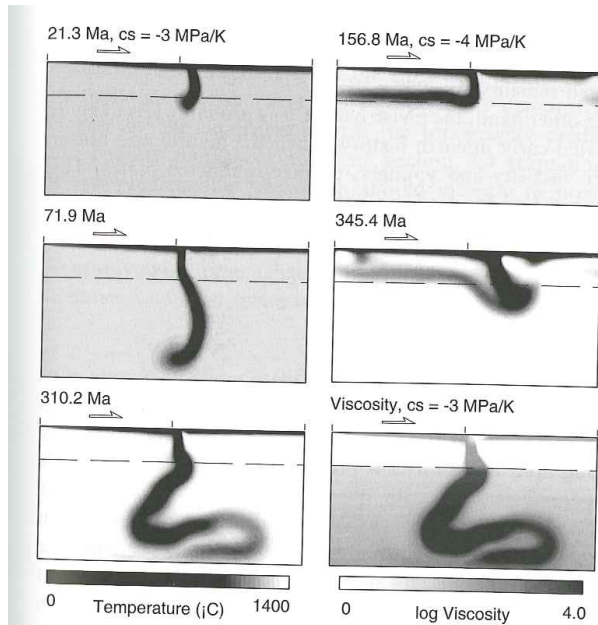 21.3 Ma, cs = -3 MPa/K
156.8 Ma, cs = -4 MPa/K
71.9 Ma
345.4 Ma
310.2 Ma
Viscosity, cs = -3 MPa/K
0 Temperature (¡C) 1400
0 log Viscosity 4.0